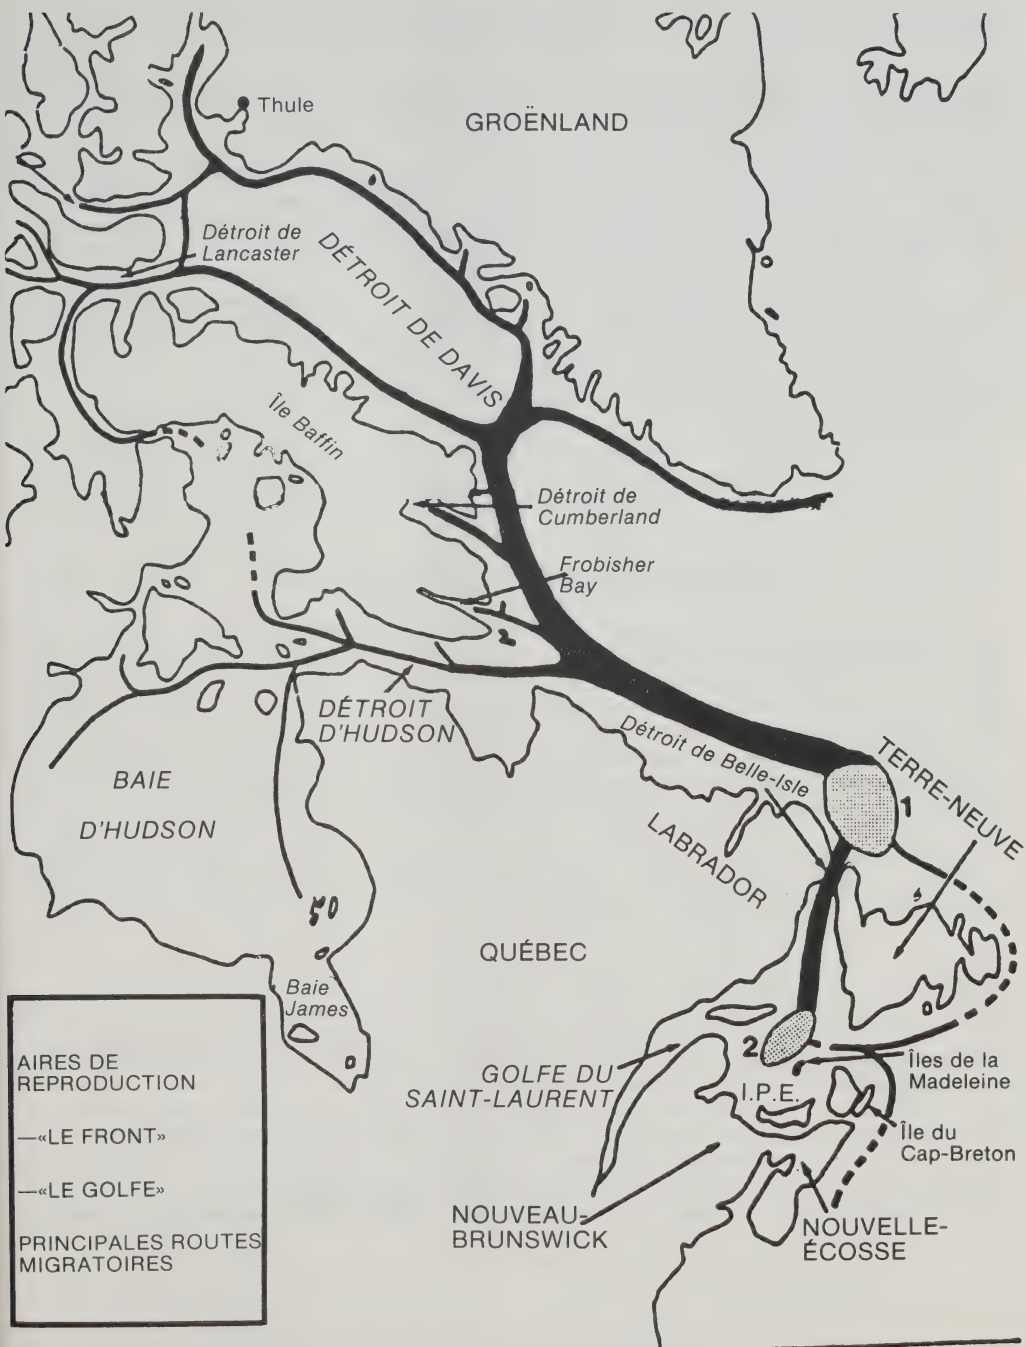 Thule
GROËNLAND
Détroit de
Lancaster
DÉTROIT DE DAVIS
Île Baffin
Détroit de
Cumberland
Frobisher
Bay
2
DÉTROIT
D'HUDSON
Détroit de Belle-Isle
TERRE-NEUVE
1
BAIE
D'HUDSON
LABRADOR
QUÉBEC
Baie
James
2
Îles de la
Madeleine
GOLFE DU
SAINT-LAURENT
I.P.E.
Île du
Cap-Breton
NOUVEAU-
BRUNSWICK
NOUVELLE-
ÉCOSSE
AIRES DE
REPRODUCTION
—«LE FRONT»
—«LE GOLFE»
PRINCIPALES ROUTES
MIGRATOIRES